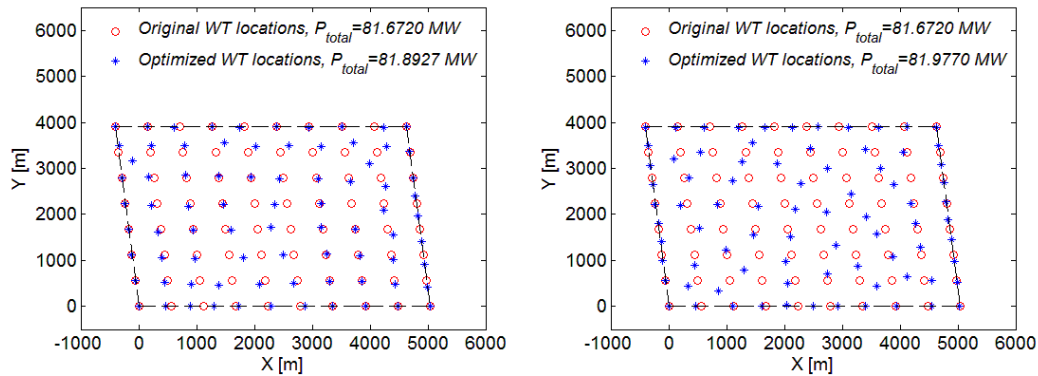 Original WT locations, P_total=81.6720 MW
Optimized WT locations, P_total=81.8927 MW
6000
5000
4000
3000
2000
1000
0
Y [m]
-1000 0 1000 2000 3000 4000 5000 6000
X [m]
Original WT locations, P_total=81.6720 MW
Optimized WT locations, P_total=81.9770 MW
6000
5000
4000
3000
2000
1000
0
Y [m]
-1000 0 1000 2000 3000 4000 5000 6000
X [m]